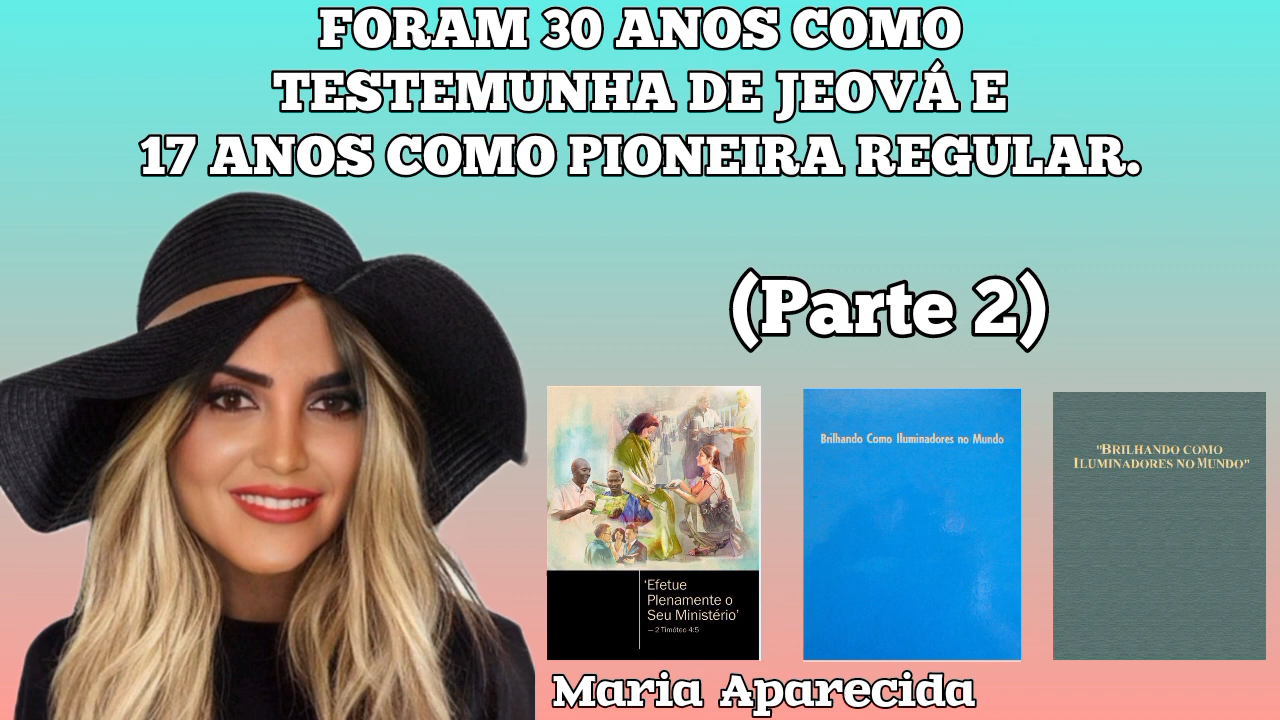 FORAM 30 ANOS COMO
TESTEMUNHA DE JEOVÁ E
17 ANOS COMO PIONEIRA REGULAR.
(Parte 2)
'Efetue
Plenamente o
Seu Ministério'
— 2 Timóteo 4:5
Brilhando Como Iluminadores no Mundo
"BRILHANDO COMO
ILUMINADORES NO MUNDO"
Maria Aparecida